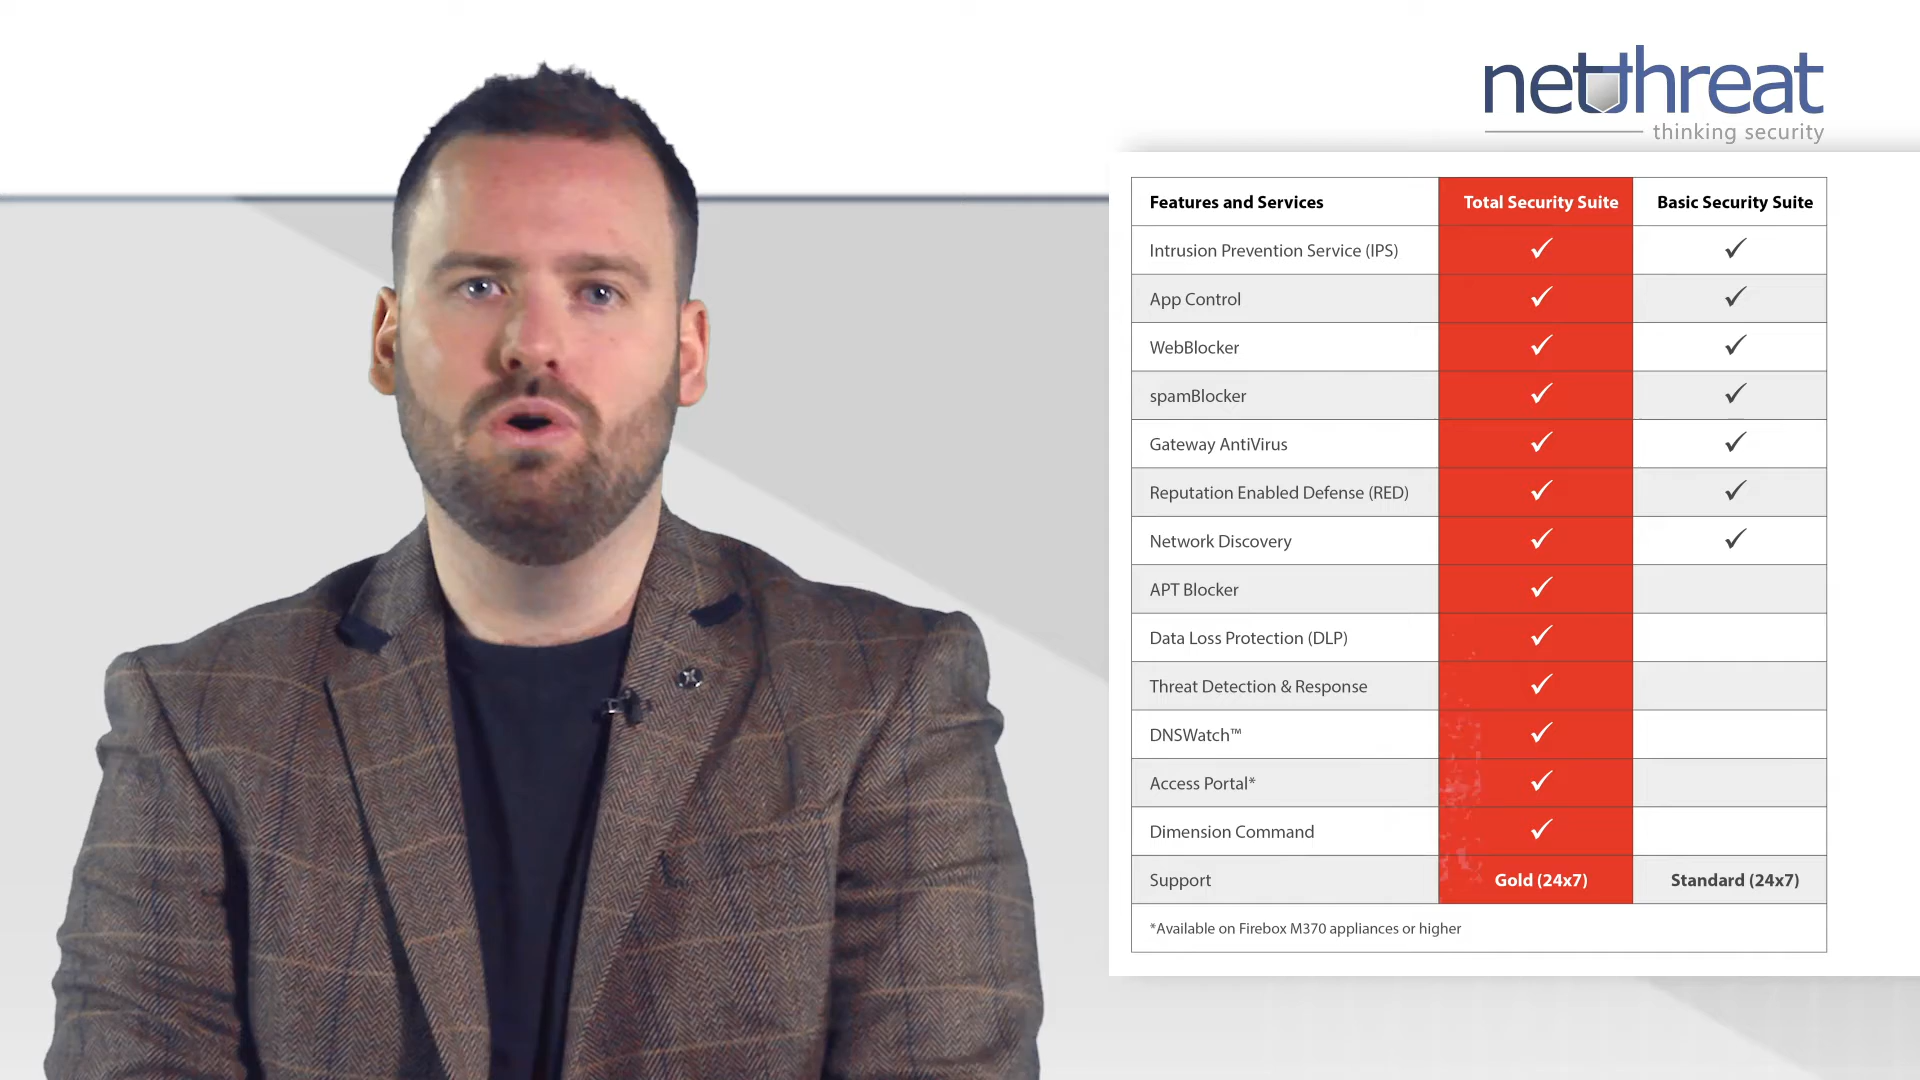 netthreat
thinking security
Features and Services Total Security Suite Basic Security Suite
Intrusion Prevention Service (IPS) ✓ ✓
App Control ✓ ✓
WebBlocker ✓ ✓
spamBlocker ✓ ✓
Gateway AntiVirus ✓ ✓
Reputation Enabled Defense (RED) ✓ ✓
Network Discovery ✓ ✓
APT Blocker ✓
Data Loss Protection (DLP) ✓
Threat Detection & Response ✓
DNSWatch™ ✓
Access Portal* ✓
Dimension Command ✓
Support Gold (24x7) Standard (24x7)
*Available on Firebox M370 appliances or higher